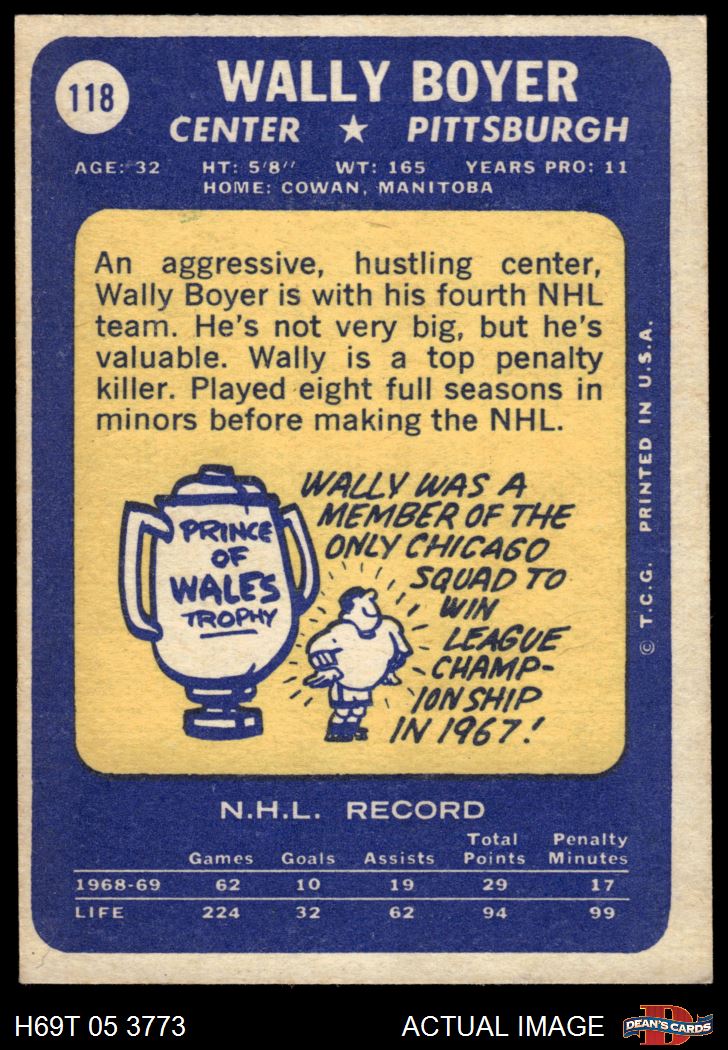 118
WALLY BOYER
CENTER ★ PITTSBURGH
AGE: 32 HT: 5'8'' WT: 165 YEARS PRO: 11
HOME: COWAN, MANITOBA
An aggressive, hustling center,
Wally Boyer is with his fourth NHL
team. He's not very big, but he's
valuable. Wally is a top penalty
killer. Played eight full seasons in
minors before making the NHL.
PRINCE
OF
WALES
TROPHY
WALLY WAS A
MEMBER OF THE
ONLY CHICAGO
SQUAD TO
WIN
LEAGUE
CHAMP-
IONSHIP
IN 1967!
© T.C.G. PRINTED IN U.S.A.
N.H.L. RECORD
Games Goals Assists Total Points Penalty Minutes
1968-69 62 10 19 29 17
LIFE 224 32 62 94 99
H69T 05 3773 ACTUAL IMAGE
D
DEAN'S CARDS